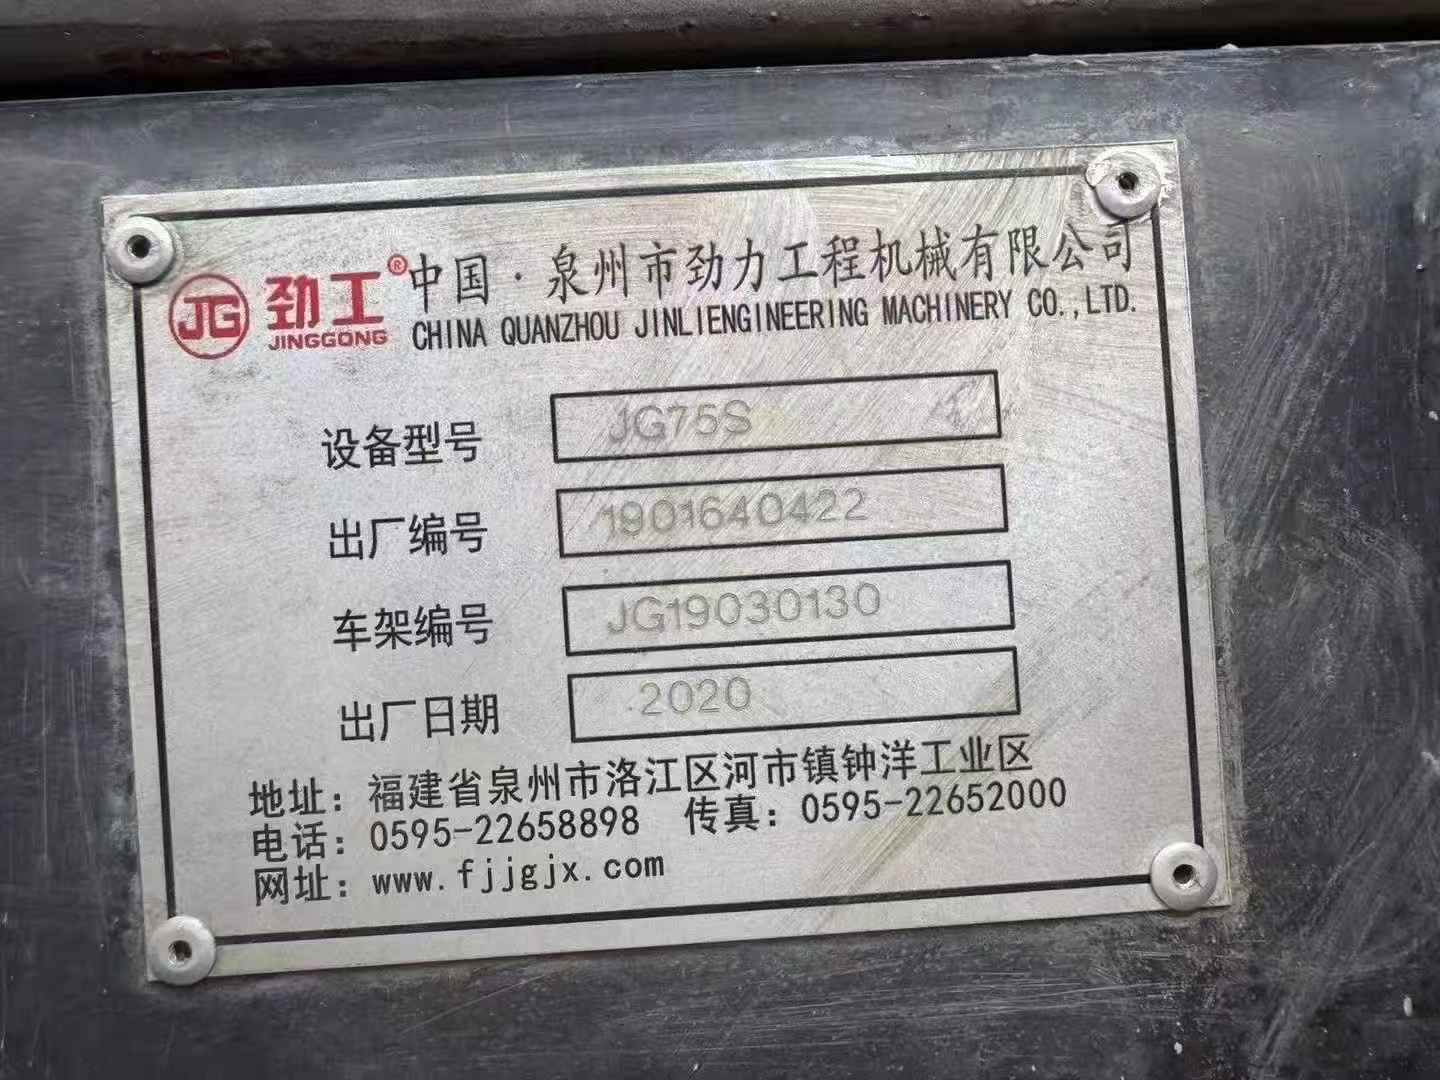 JG 劲工® 中国·泉州市劲力工程机械有限公司
JINGGONG CHINA QUANZHOU JINLIENGINEERING MACHINERY CO.,LTD.
设备型号 JG75S
出厂编号 1901640422
车架编号 JG19030130
出厂日期 2020
地址：福建省泉州市洛江区河市镇钟洋工业区
电话：0595-22658898 传真：0595-22652000
网址：www.fjjgjx.com